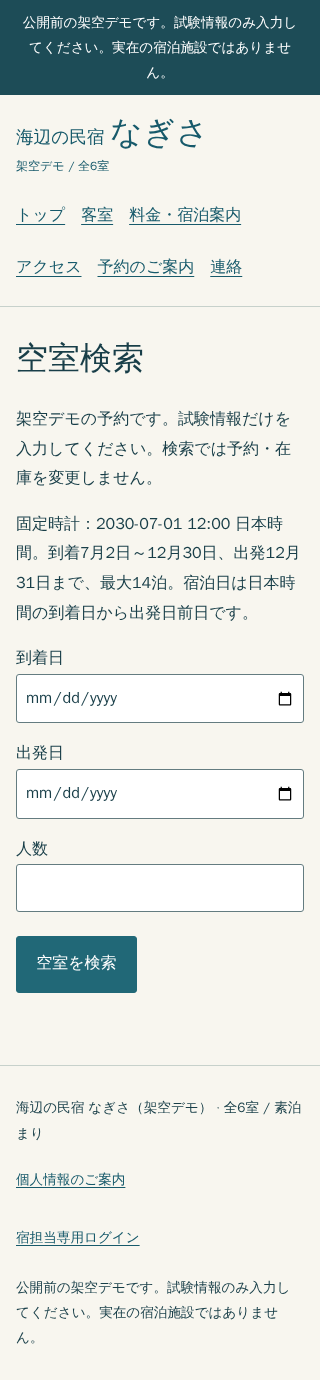 公開前の架空デモです。試験情報のみ入力し
てください。実在の宿泊施設ではありませ
ん。
海辺の民宿 なぎさ
架空デモ / 全6室
トップ 客室 料金・宿泊案内
アクセス 予約のご案内 連絡
空室検索
架空デモの予約です。試験情報だけを
入力してください。検索では予約・在
庫を変更しません。
固定時計：2030-07-01 12:00 日本時
間。到着7月2日～12月30日、出発12月
31日まで、最大14泊。宿泊日は日本時
間の到着日から出発日前日です。
到着日
mm/dd/yyyy
出発日
mm/dd/yyyy
人数
空室を検索
海辺の民宿 なぎさ（架空デモ） · 全6室 / 素泊
まり
個人情報のご案内
宿担当専用ログイン
公開前の架空デモです。試験情報のみ入力し
てください。実在の宿泊施設ではありませ
ん。